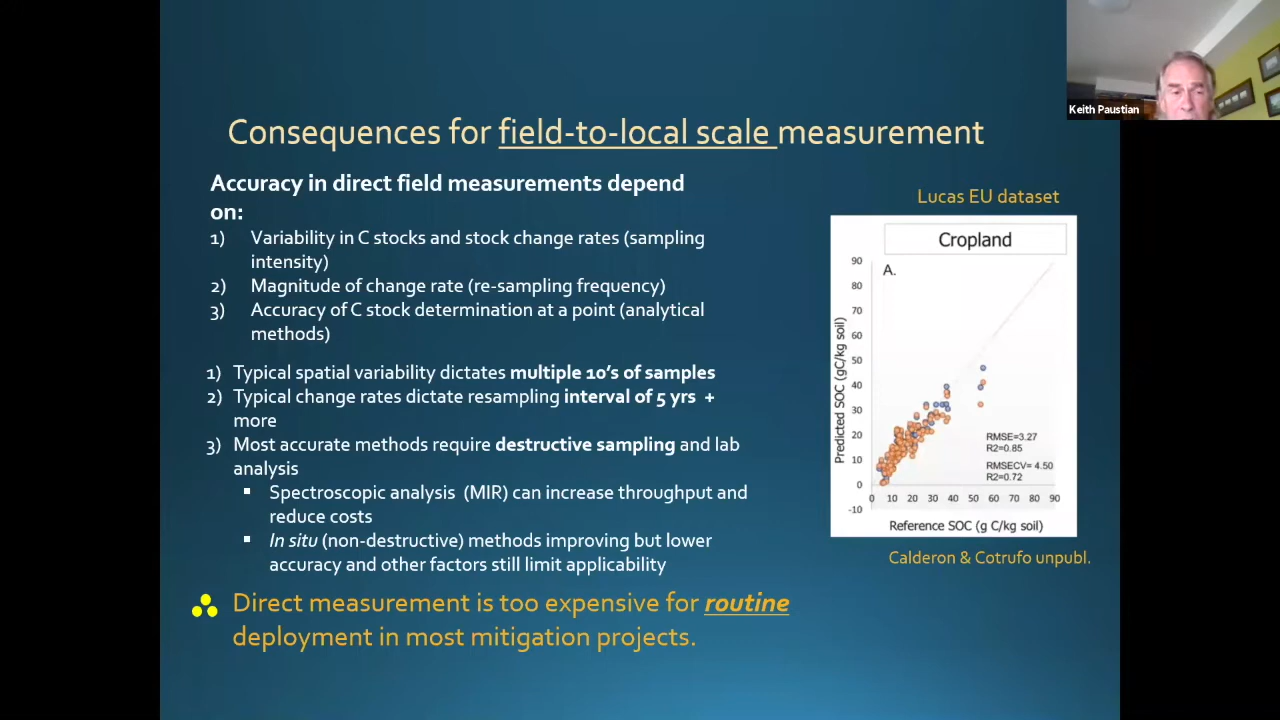 Keith Paustian
Consequences for field-to-local scale measurement
Accuracy in direct field measurements depend
on:
1) Variability in C stocks and stock change rates (sampling
intensity)
2) Magnitude of change rate (re-sampling frequency)
3) Accuracy of C stock determination at a point (analytical
methods)
1) Typical spatial variability dictates multiple 10's of samples
2) Typical change rates dictate resampling interval of 5 yrs +
more
3) Most accurate methods require destructive sampling and lab
analysis
▪ Spectroscopic analysis (MIR) can increase throughput and
reduce costs
▪ In situ (non-destructive) methods improving but lower
accuracy and other factors still limit applicability
Direct measurement is too expensive for routine
deployment in most mitigation projects.
Lucas EU dataset
Cropland
A.
90
80
70
60
50
40
30
20
10
0
-10
Predicted SOC (gC/kg soil)
RMSE=3.27
R2=0.85
RMSECV= 4.50
R2=0.72
0 10 20 30 40 50 60 70 80 90
Reference SOC (g C/kg soil)
Calderon & Cotrufo unpubl.